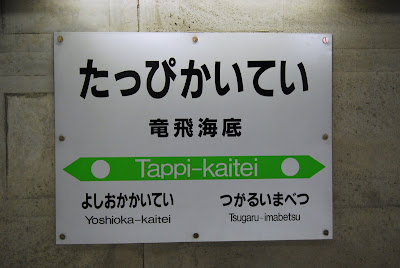 たっぴかいてい
竜飛海底
Tappi-kaitei
よしおかかいてい つがるいまべつ
Yoshioka-kaitei Tsugaru-imabetsu